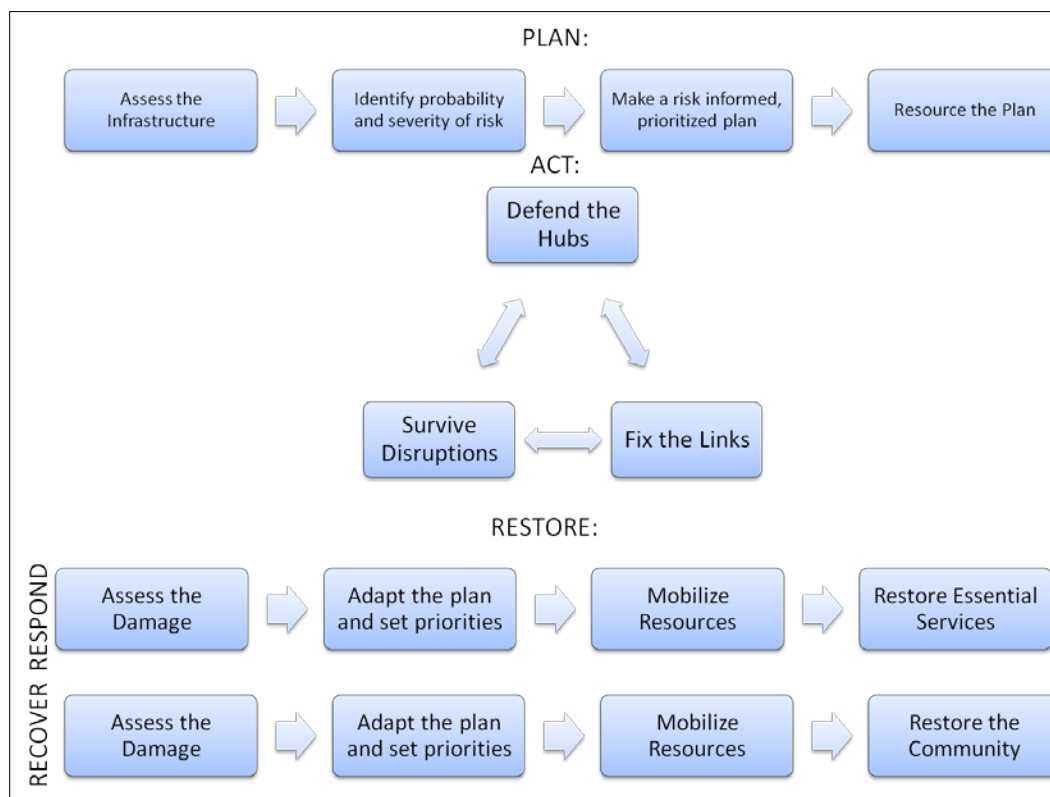 PLAN:
Assess the
Infrastructure
Identify probability
and severity of risk
Make a risk informed,
prioritized plan
Resource the Plan
ACT:
Defend the
Hubs
Survive
Disruptions
Fix the Links
RESTORE:
RESPOND
Assess the
Damage
Adapt the plan
and set priorities
Mobilize
Resources
Restore Essential
Services
RECOVER
Assess the
Damage
Adapt the plan
and set priorities
Mobilize
Resources
Restore the
Community